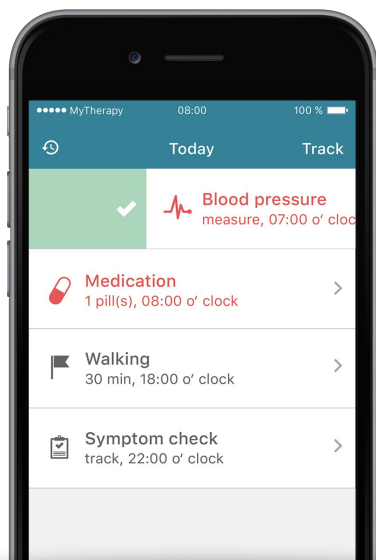 MyTherapy 08:00 100 %
Today Track
Blood pressure
measure, 07:00 o' cloc
Medication
1 pill(s), 08:00 o' clock
Walking
30 min, 18:00 o' clock
Symptom check
track, 22:00 o' clock